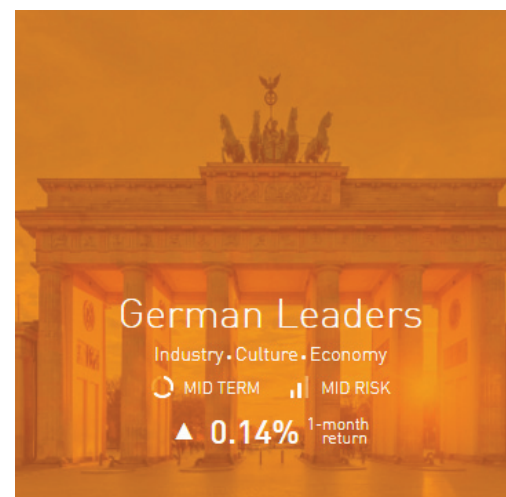 German Leaders
Industry • Culture • Economy
MID TERM MID RISK
▲ 0.14% 1-month
return